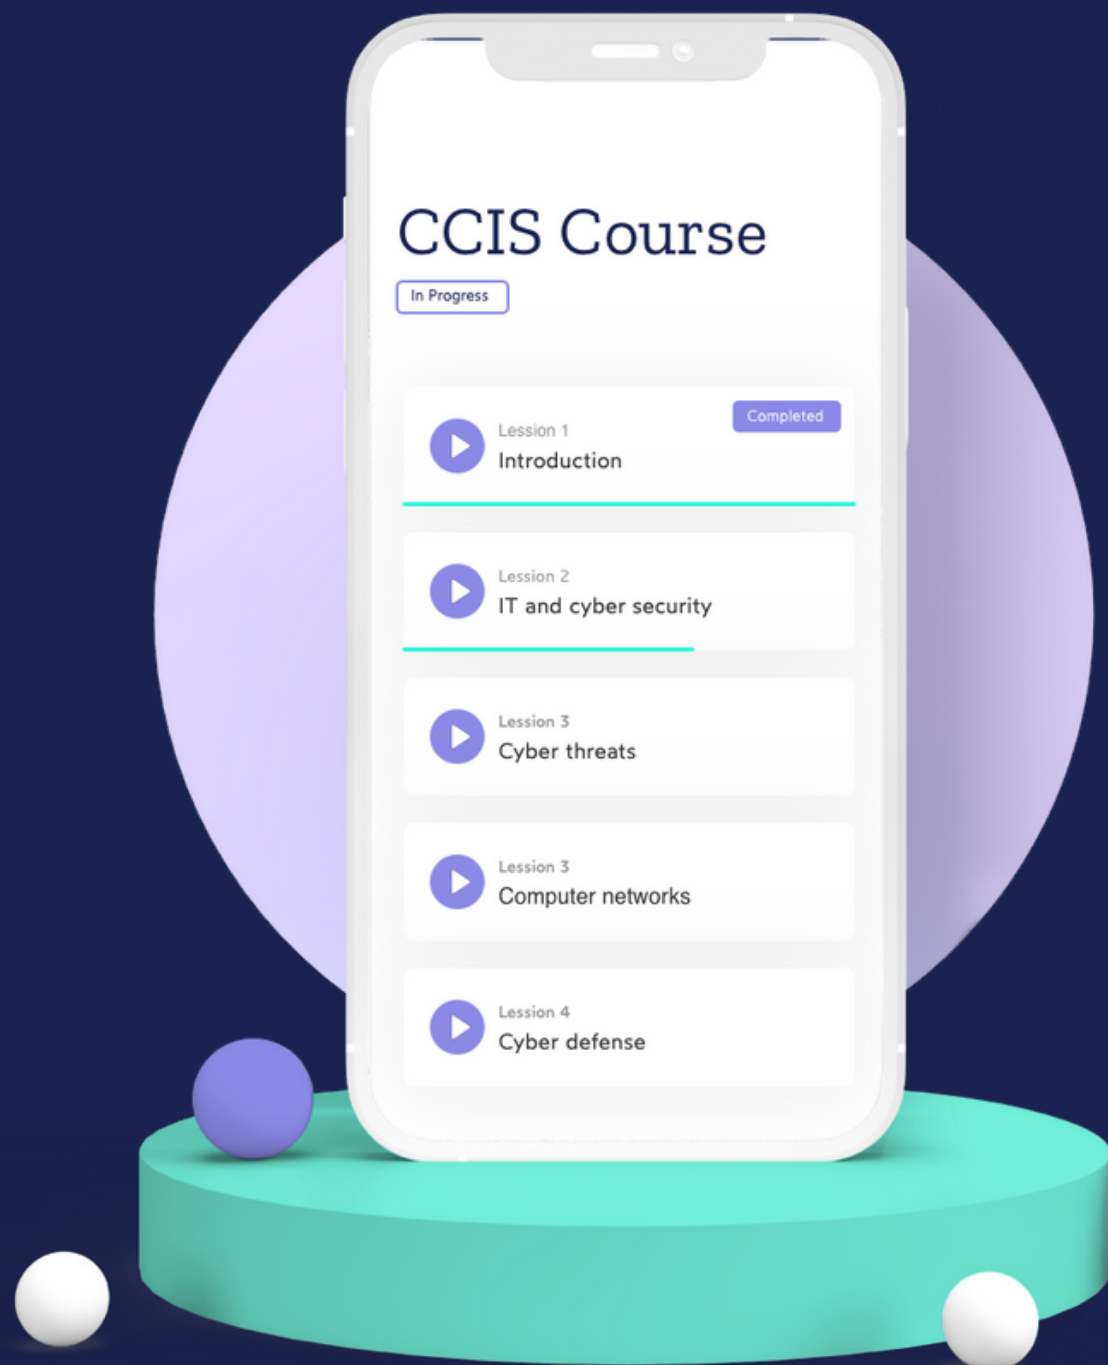 CCIS Course
In Progress
Completed
Lession 1
Introduction
Lession 2
IT and cyber security
Lession 3
Cyber threats
Lession 3
Computer networks
Lession 4
Cyber defense